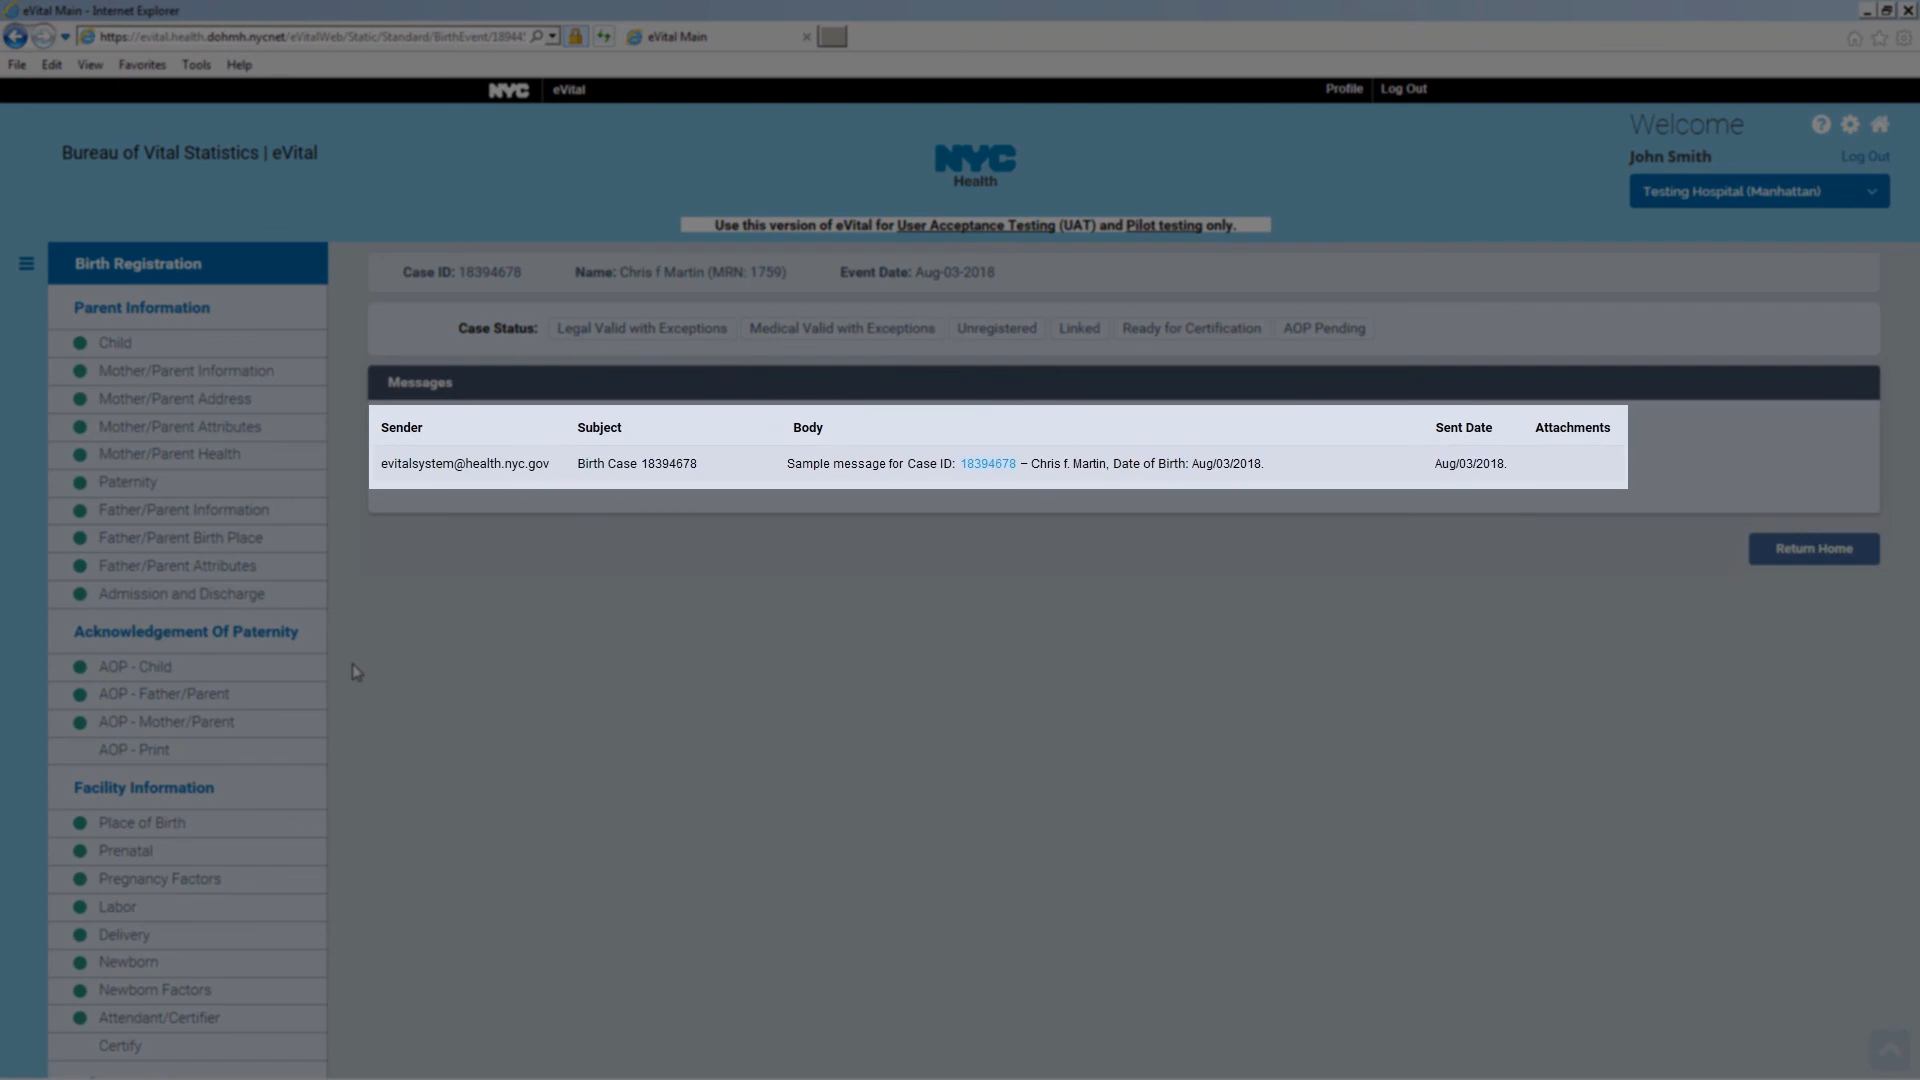 eVital Main - Internet Explorer
https://evital.health.dohmh.nycnet/eVitalWeb/Static/Standard/BirthEvent/18944
eVital Main
File Edit View Favorites Tools Help
NYC eVital Profile Log Out
Bureau of Vital Statistics | eVital
NYC
Health
Welcome
John Smith Log Out
Testing Hospital (Manhattan)
Use this version of eVital for User Acceptance Testing (UAT) and Pilot testing only.
Birth Registration
Parent Information
Child
Mother/Parent Information
Mother/Parent Address
Mother/Parent Attributes
Mother/Parent Health
Paternity
Father/Parent Information
Father/Parent Birth Place
Father/Parent Attributes
Admission and Discharge
Acknowledgement Of Paternity
AOP - Child
AOP - Father/Parent
AOP - Mother/Parent
AOP - Print
Facility Information
Place of Birth
Prenatal
Pregnancy Factors
Labor
Delivery
Newborn
Newborn Factors
Attendant/Certifier
Certify
Case ID: 18394678 Name: Chris f Martin (MRN: 1759) Event Date: Aug-03-2018
Case Status: Legal Valid with Exceptions Medical Valid with Exceptions Unregistered Linked Ready for Certification AOP Pending
Messages
Sender Subject Body Sent Date Attachments
evitalsystem@health.nyc.gov Birth Case 18394678 Sample message for Case ID: 18394678 – Chris f. Martin, Date of Birth: Aug/03/2018. Aug/03/2018.
Return Home